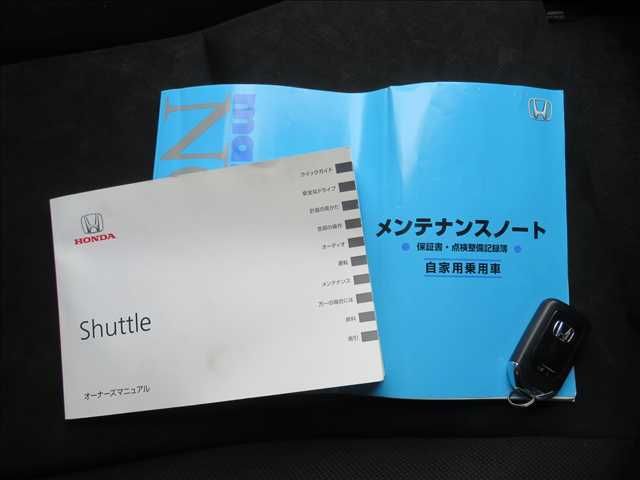 HONDA
Shuttle
オーナーズマニュアル
クイックガイド
安全なドライブ
計器の見かた
各部の操作
オーディオ
運転
メンテナンス
万一の場合には
資料
索引
メンテナンスノート
保証書・点検整備記録簿
自家用乗用車